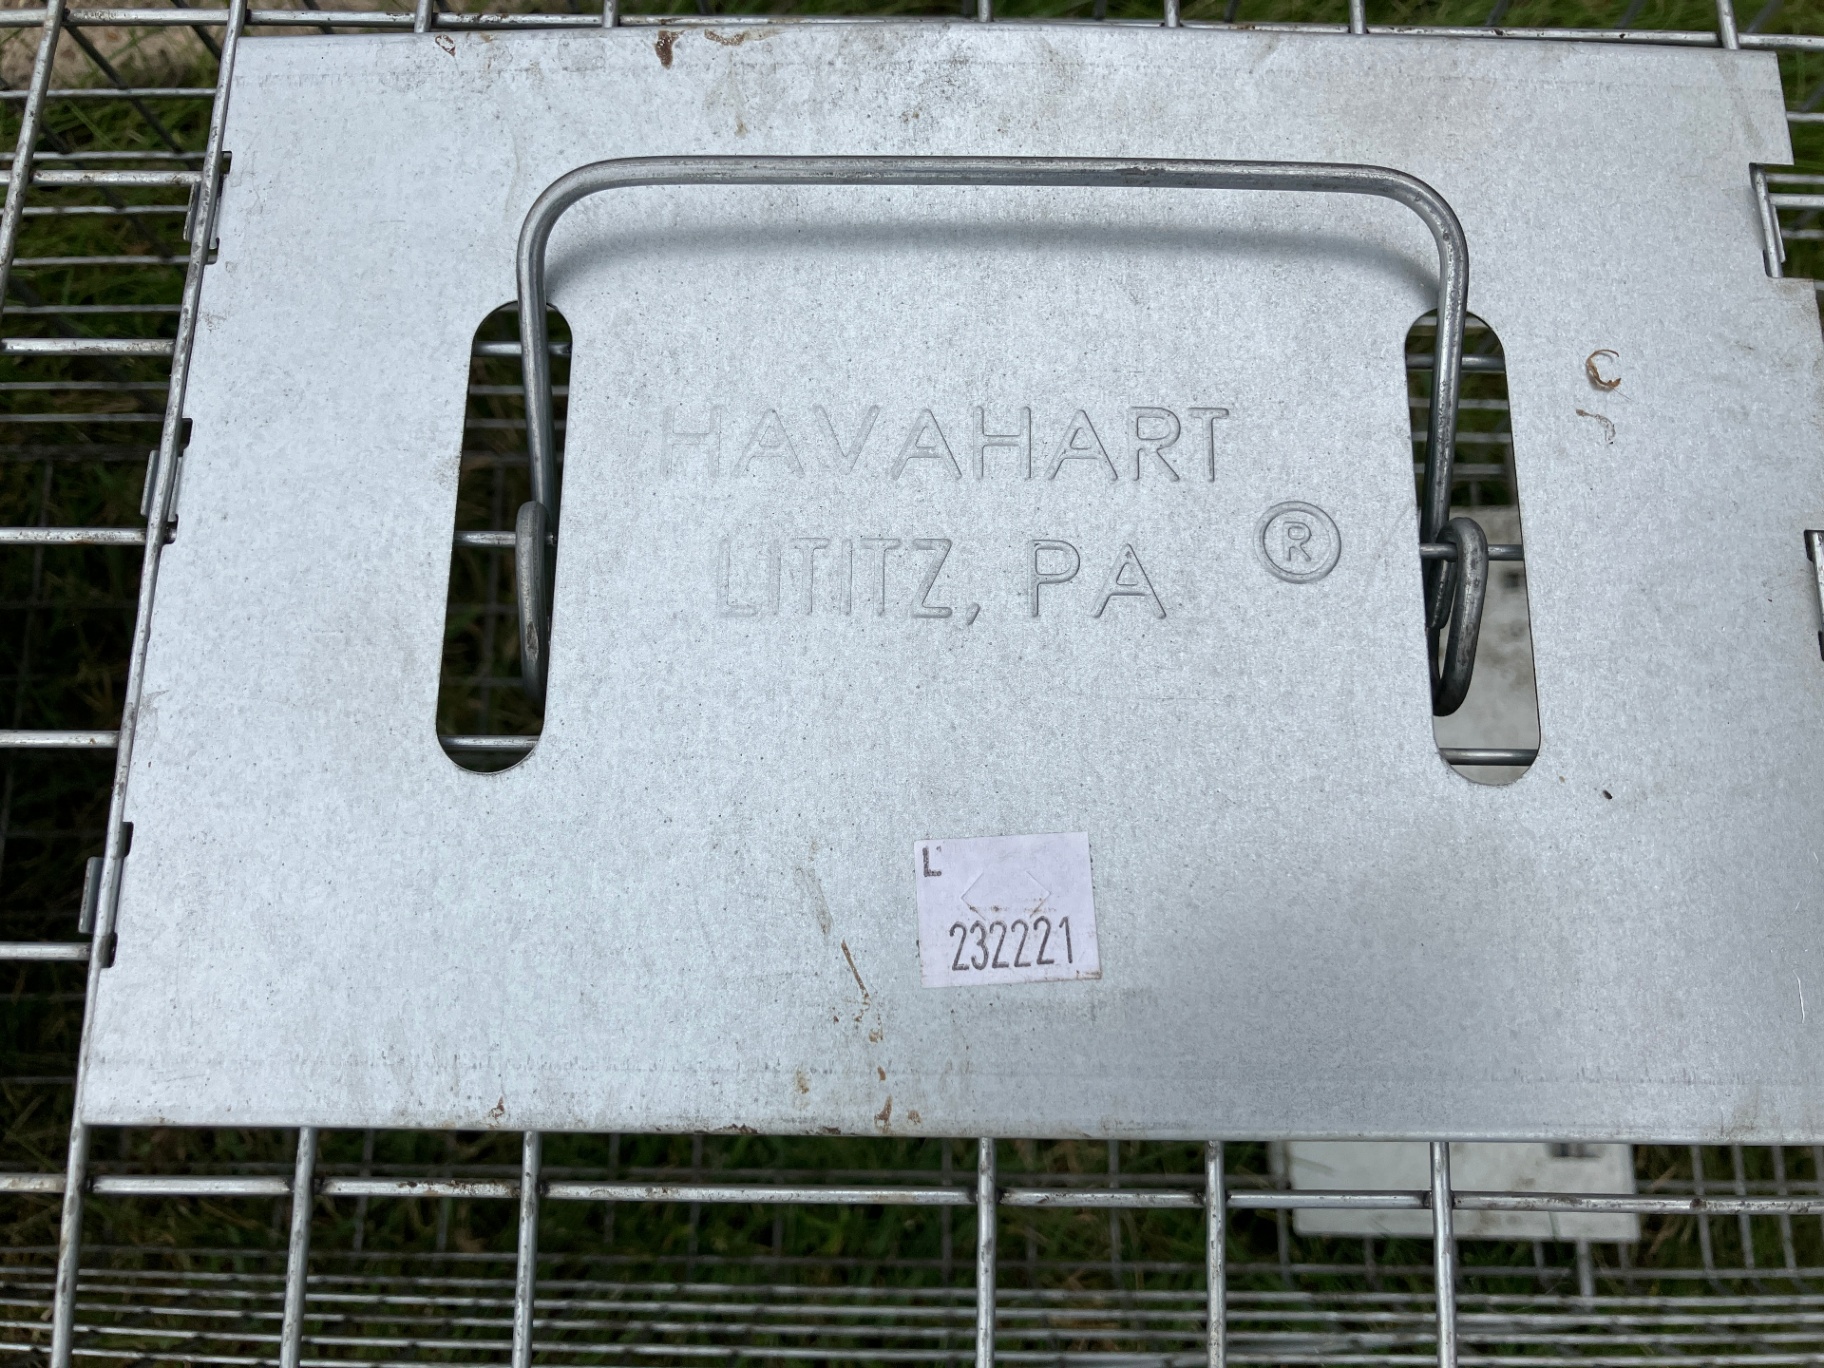 HAVAHART
LITITZ, PA ®
L
232221